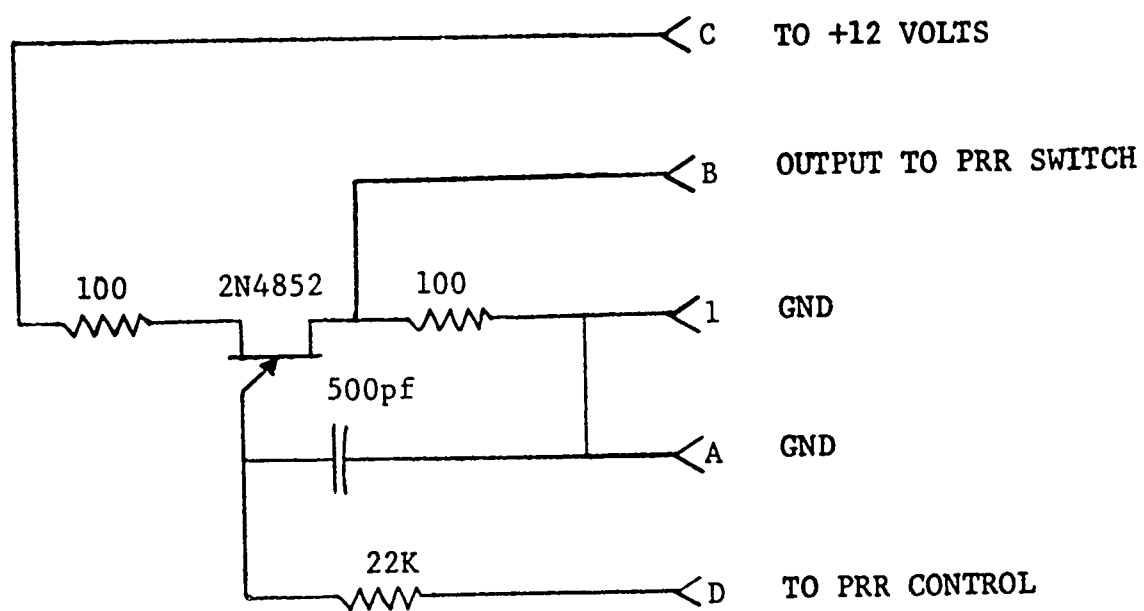 C TO +12 VOLTS
B OUTPUT TO PRR SWITCH
100 2N4852 100
1 GND
500pf
A GND
22K
D TO PRR CONTROL